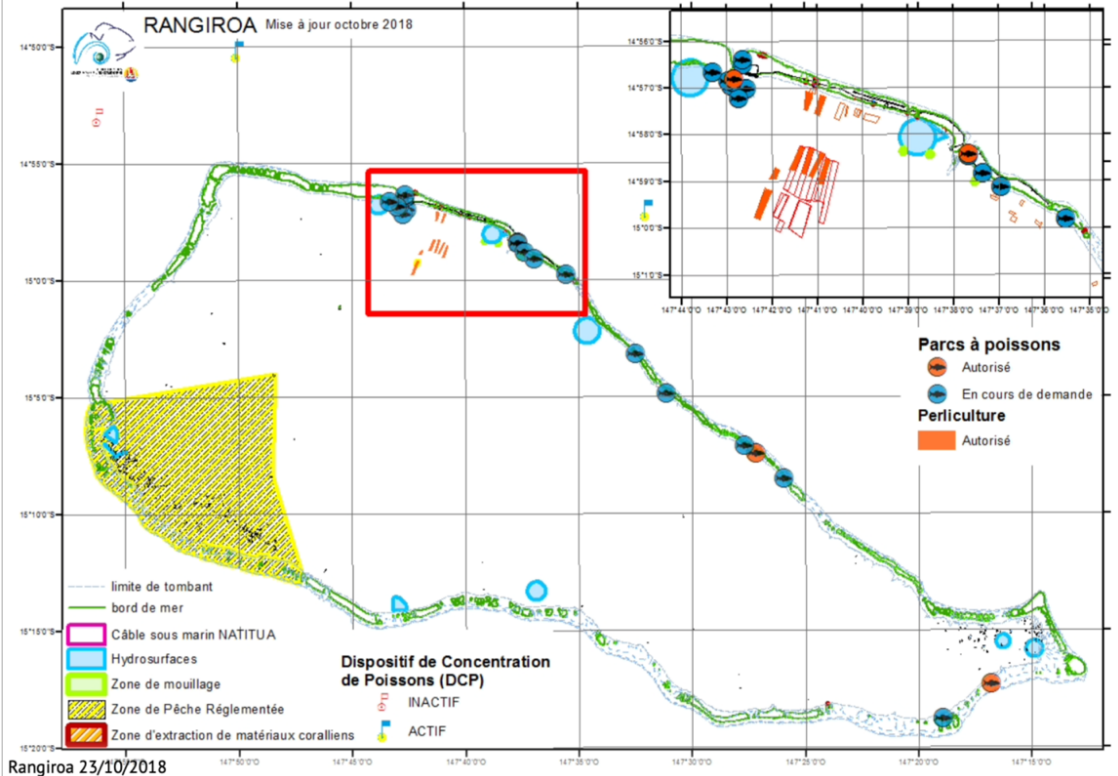 RANGIROA Mise à jour octobre 2018
14°50'0"S
14°55'0"S
15°0'0"S
15°5'0"S
15°10'0"S
15°15'0"S
15°20'0"S
14°56'0"S
14°57'0"S
14°58'0"S
14°59'0"S
15°0'0"S
15°1'0"S
147°44'0"O 147°43'0"O 147°42'0"O 147°41'0"O 147°40'0"O 147°39'0"O 147°38'0"O 147°37'0"O 147°36'0"O 147°35'0"O
Parcs à poissons
Autorisé
En cours de demande
Perliculture
Autorisé
limite de tombant
bord de mer
Câble sous marin NATITUA
Hydrosurfaces
Zone de mouillage
Zone de Pêche Réglementée
Zone d'extraction de matériaux coralliens
Dispositif de Concentration
de Poissons (DCP)
INACTIF
ACTIF
147°50'0"O 147°45'0"O 147°40'0"O 147°35'0"O 147°30'0"O 147°25'0"O 147°20'0"O 147°15'0"O
Rangiroa 23/10/2018